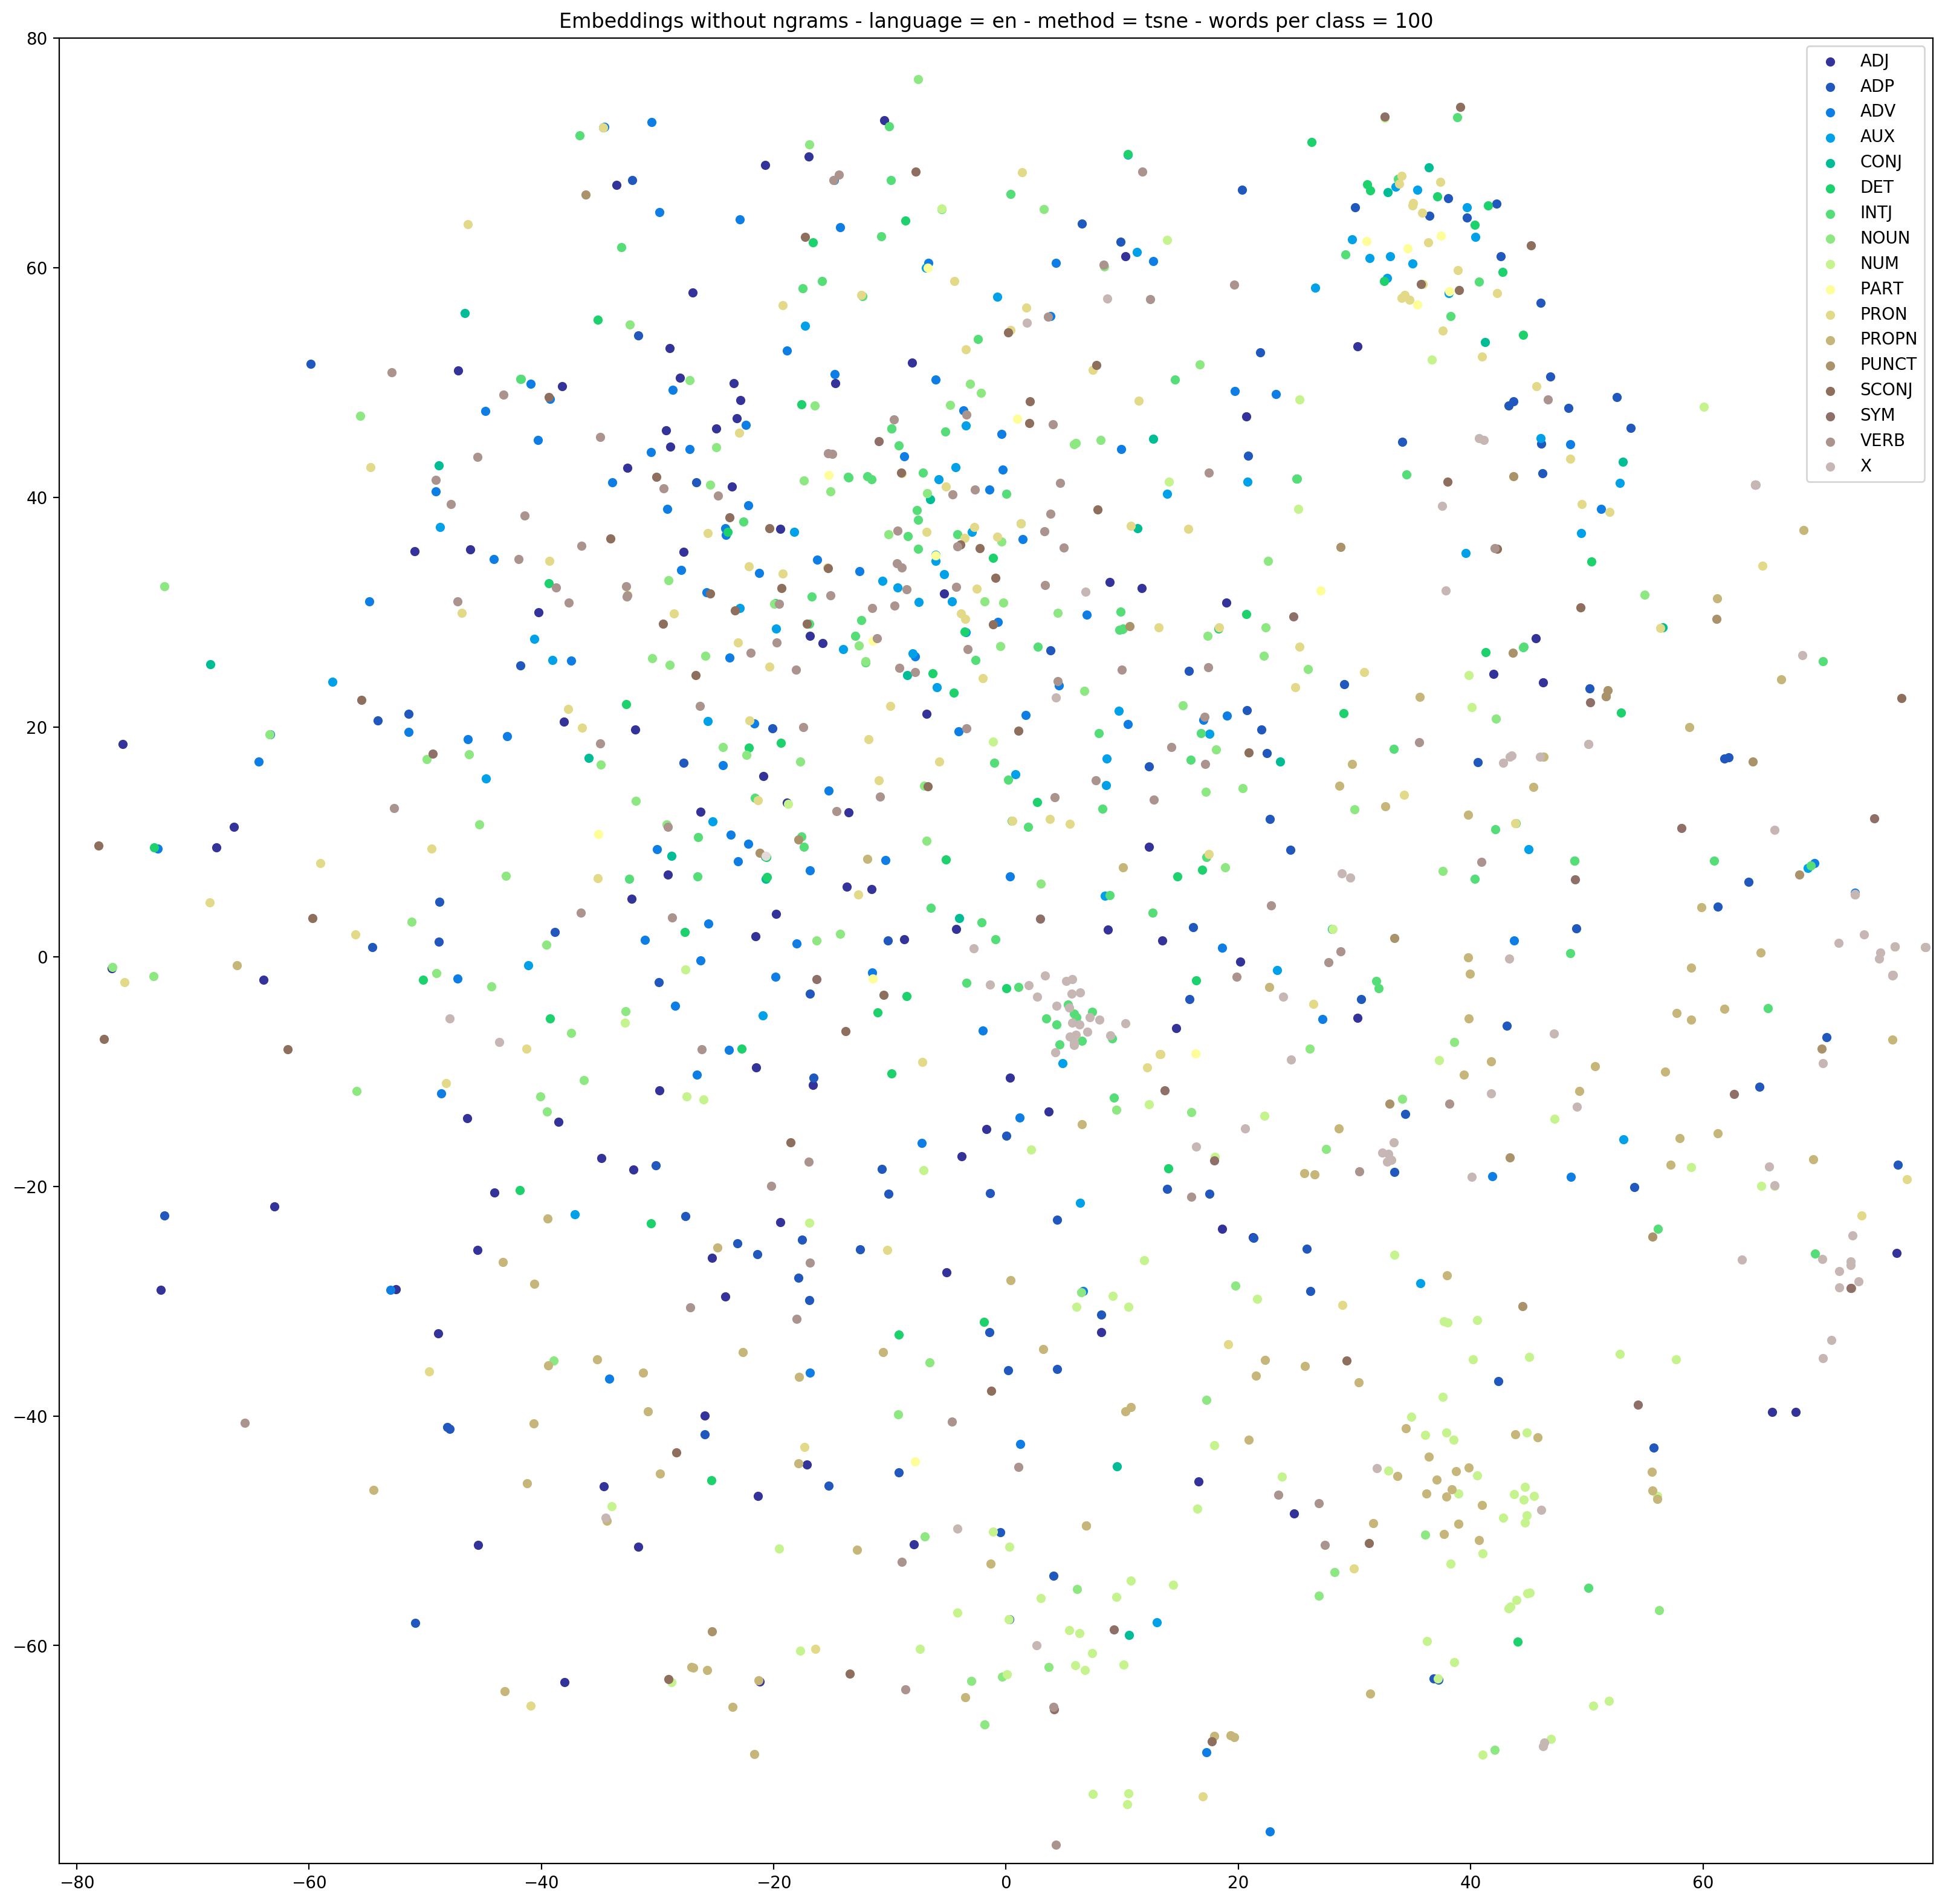 Embeddings without ngrams - language = en - method = tsne - words per class = 100
80
60
40
20
0
−20
−40
−60
−80
−60
−40
−20
0
20
40
60
ADJ
ADP
ADV
AUX
CONJ
DET
INTJ
NOUN
NUM
PART
PRON
PROPN
PUNCT
SCONJ
SYM
VERB
X